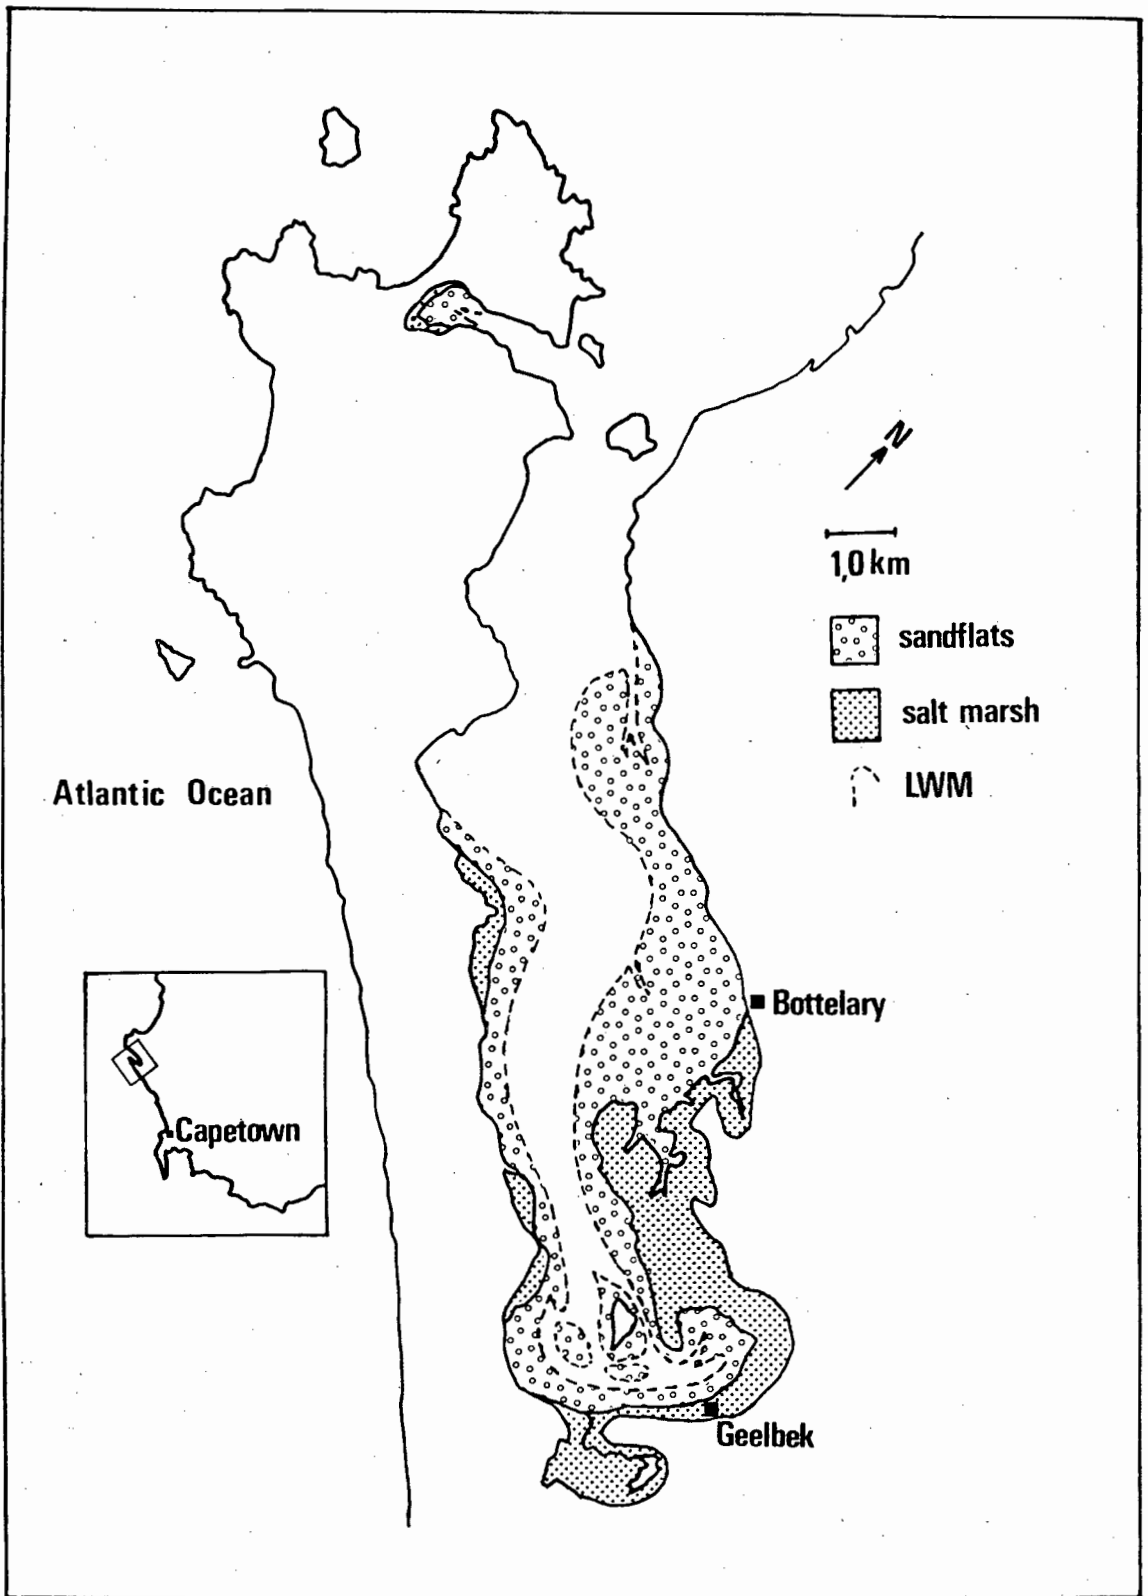 N
1,0 km
sandflats
salt marsh
LWM
Atlantic Ocean
Bottelary
Capetown
Geelbek